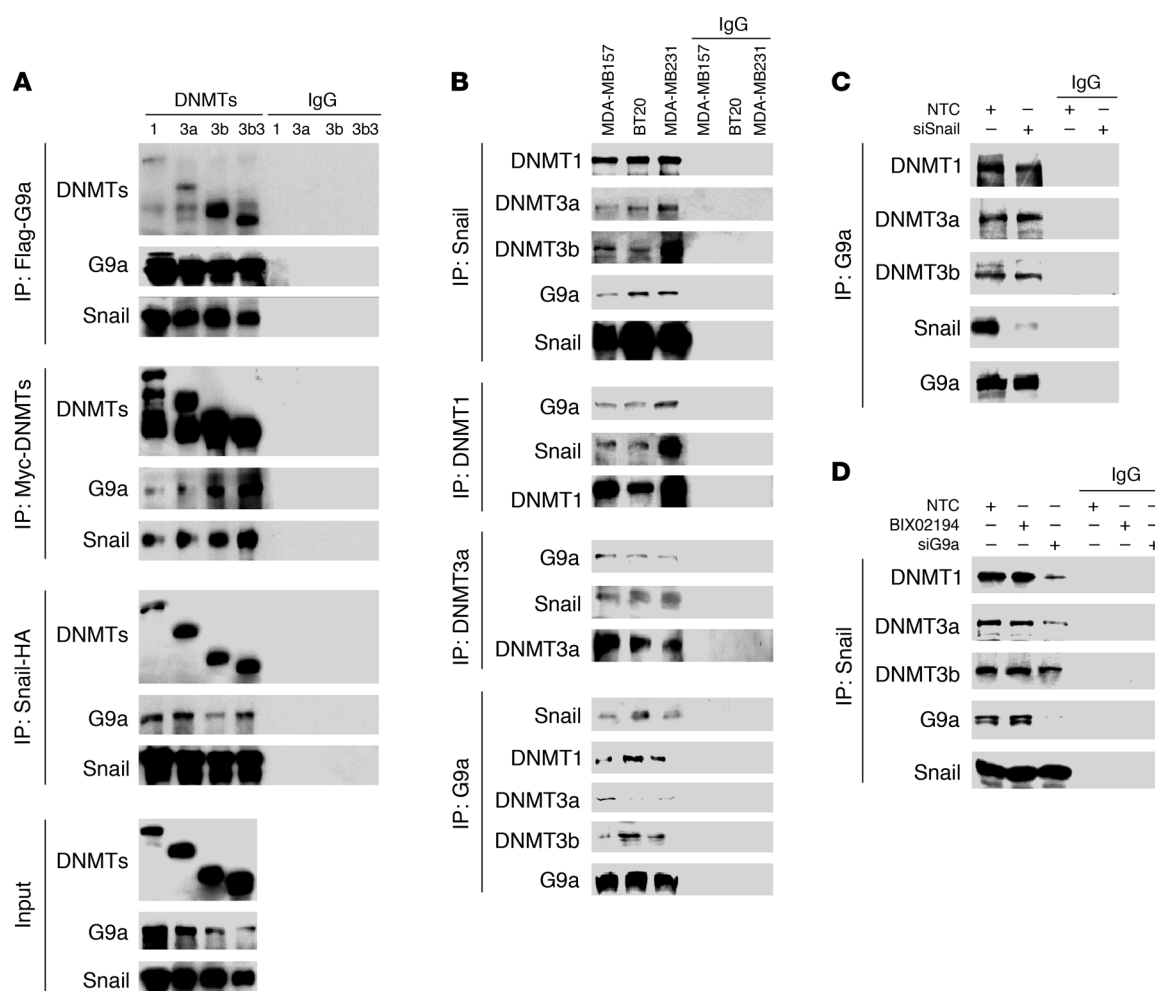 A
DNMTs IgG
1 3a 3b 3b3 1 3a 3b 3b3
IP: Flag-G9a
DNMTs
G9a
Snail
IP: Myc-DNMTs
DNMTs
G9a
Snail
IP: Snail-HA
DNMTs
G9a
Snail
Input
DNMTs
G9a
Snail
B
IgG
MDA-MB157 BT20 MDA-MB231 MDA-MB157 BT20 MDA-MB231
IP: Snail
DNMT1
DNMT3a
DNMT3b
G9a
Snail
IP: DNMT1
G9a
Snail
DNMT1
IP: DNMT3a
G9a
Snail
DNMT3a
IP: G9a
Snail
DNMT1
DNMT3a
DNMT3b
G9a
C
IgG
NTC + – + –
siSnail – + – +
IP: G9a
DNMT1
DNMT3a
DNMT3b
Snail
G9a
D
IgG
NTC + – – + – –
BIX02194 – + – – + –
siG9a – – + – – +
IP: Snail
DNMT1
DNMT3a
DNMT3b
G9a
Snail